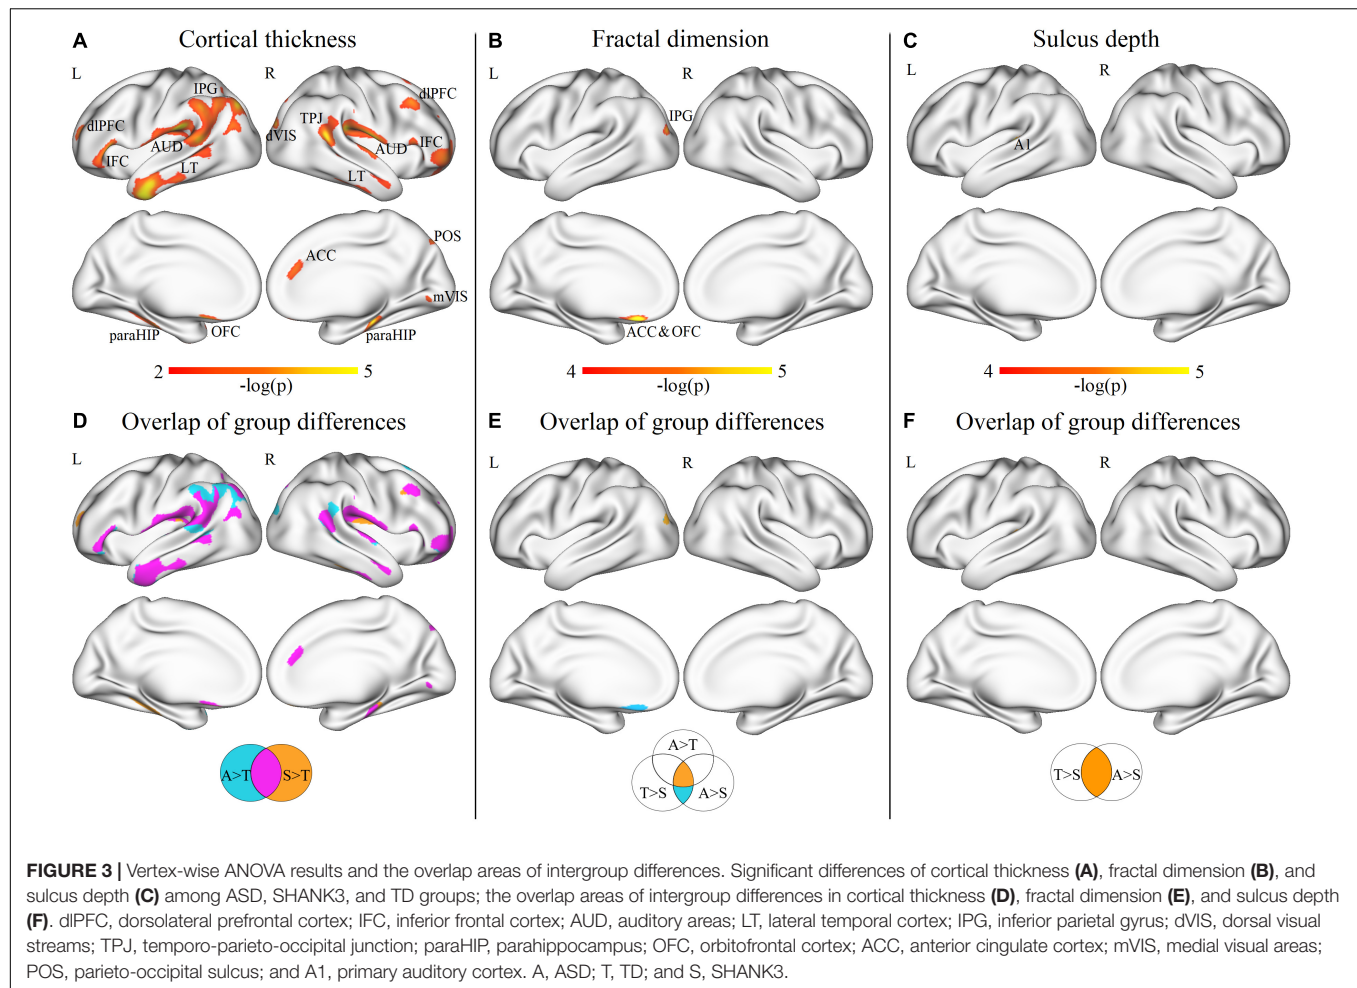 A Cortical thickness
L R
IPG
dlPFC
dlPFC
TPJ
dVIS
AUD
IFC
AUD
IFC
LT
LT
ACC
POS
mVIS
paraHIP
OFC
paraHIP
2 5
-log(p)
B Fractal dimension
L R
IPG
ACC & OFC
4 5
-log(p)
C Sulcus depth
L R
A1
4 5
-log(p)
D Overlap of group differences
L R
A>T S>T
E Overlap of group differences
L R
A>T
T>S A>S
F Overlap of group differences
L R
T>S A>S
FIGURE 3 | Vertex-wise ANOVA results and the overlap areas of intergroup differences. Significant differences of cortical thickness (A), fractal dimension (B), and
sulcus depth (C) among ASD, SHANK3, and TD groups; the overlap areas of intergroup differences in cortical thickness (D), fractal dimension (E), and sulcus depth
(F). dlPFC, dorsolateral prefrontal cortex; IFC, inferior frontal cortex; AUD, auditory areas; LT, lateral temporal cortex; IPG, inferior parietal gyrus; dVIS, dorsal visual
streams; TPJ, temporo-parieto-occipital junction; paraHIP, parahippocampus; OFC, orbitofrontal cortex; ACC, anterior cingulate cortex; mVIS, medial visual areas;
POS, parieto-occipital sulcus; and A1, primary auditory cortex. A, ASD; T, TD; and S, SHANK3.